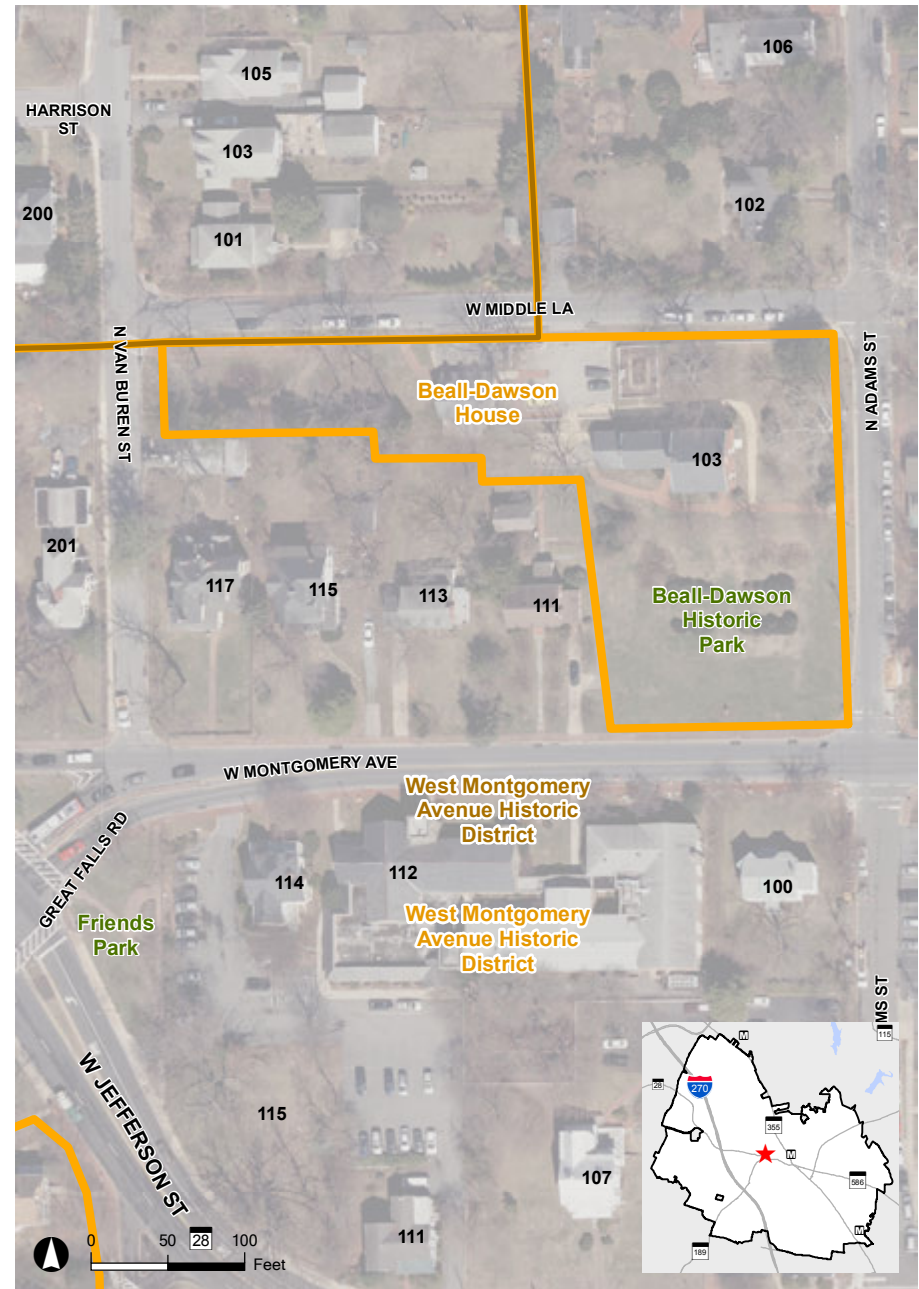 106
105
HARRISON
ST
103
200
102
101
W MIDDLE LA
N VAN BUREN ST
N ADAMS ST
Beall-Dawson
House
103
201
117
115
113
111
Beall-Dawson
Historic
Park
W MONTGOMERY AVE
West Montgomery
Avenue Historic
District
GREAT FALLS RD
114
112
100
Friends
Park
West Montgomery
Avenue Historic
District
MS ST
W JEFFERSON ST
28
115
107
111
0 50 100
Feet
M
115
28
270
355
M
586
M
189